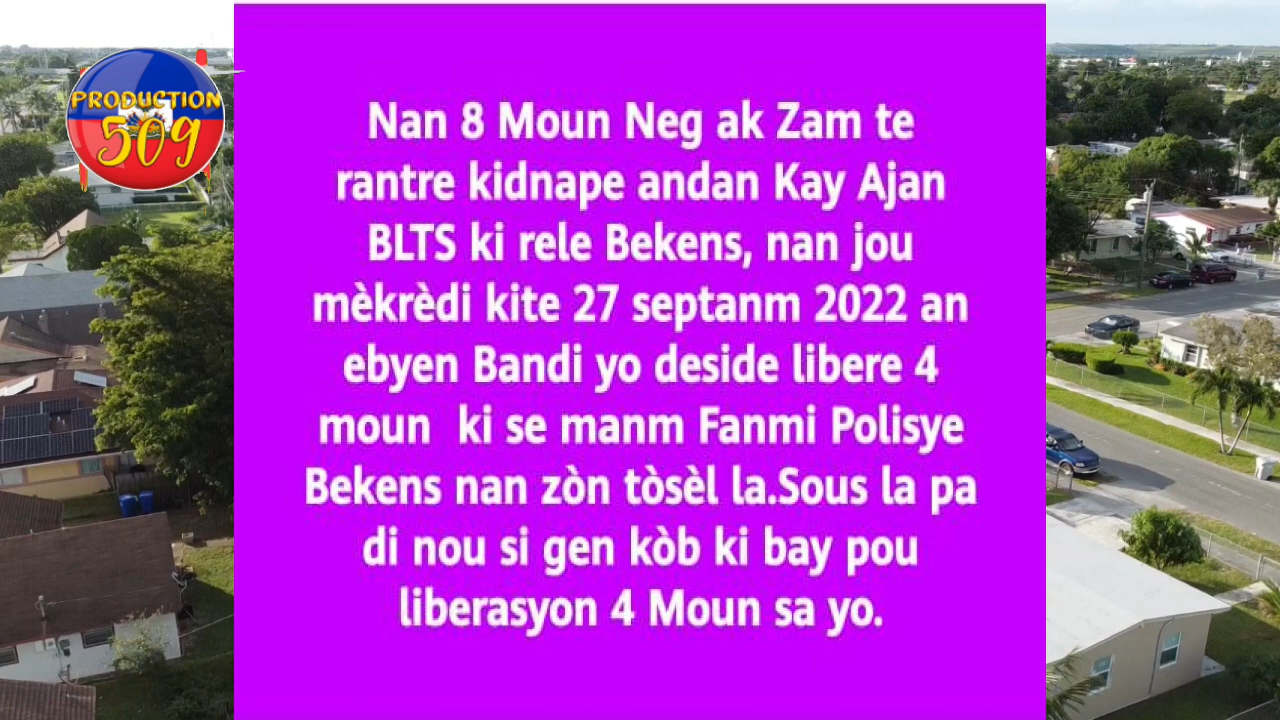 PRODUCTION
509
Nan 8 Moun Neg ak Zam te
rantre kidnape andan Kay Ajan
BLTS ki rele Bekens, nan jou
mèkrèdi kite 27 septanm 2022 an
ebyen Bandi yo deside libere 4
moun  ki se manm Fanmi Polisye
Bekens nan zòn tòsèl la.Sous la pa
di nou si gen kòb ki bay pou
liberasyon 4 Moun sa yo.